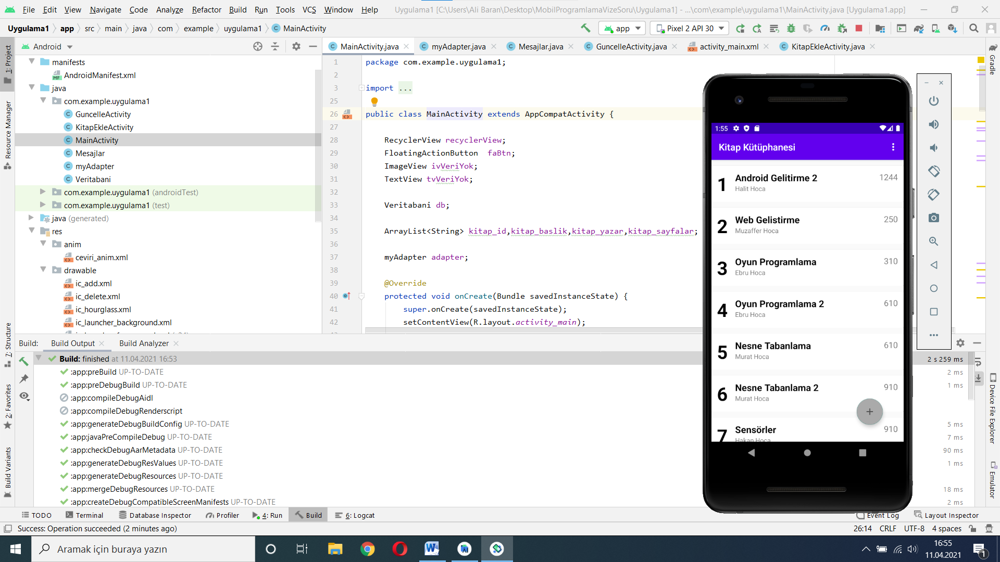 File Edit View Navigate Code Analyze Refactor Build Run Tools VCS Window Help Uygulama1 [C:\Users\Ali Baran\Desktop\MobilProgramlamaVizeSoru\Uygulama1] - ...\com\example\uygulama1\MainActivity.java [Uygulama1.app]
Uygulama1 app src main java com example uygulama1 MainActivity app Pixel 2 API 30
Android
MainActivity.java myAdapter.java Mesajlar.java GuncelleActivity.java activity_main.xml KitapEkleActivity.java
1: Project
Resource Manager
7: Structure
2: Favorites
Build Variants
manifests
AndroidManifest.xml
java
com.example.uygulama1
GuncelleActivity
KitapEkleActivity
MainActivity
Mesajlar
myAdapter
Veritabani
com.example.uygulama1 (androidTest)
com.example.uygulama1 (test)
java (generated)
res
anim
ceviri_anim.xml
drawable
ic_add.xml
ic_delete.xml
ic_hourglass.xml
ic_launcher_background.xml
1 package com.example.uygulama1;
2
3 import ...
25
26 public class MainActivity extends AppCompatActivity {
27
28 RecyclerView recyclerView;
29 FloatingActionButton faBtn;
30 ImageView ivVeriYok;
31 TextView tvVeriYok;
32
33 Veritabani db;
34
35 ArrayList<String> kitap_id,kitap_baslik,kitap_yazar,kitap_sayfalar;
36
37 myAdapter adapter;
38
39 @Override
40 protected void onCreate(Bundle savedInstanceState) {
41 super.onCreate(savedInstanceState);
42 setContentView(R.layout.activity_main);
1:55
Kitap Kütüphanesi
1 Android Gelitirme 2 1244
Halit Hoca
2 Web Gelistirme 250
Muzaffer Hoca
3 Oyun Programlama 310
Ebru Hoca
4 Oyun Programlama 2 610
Ebru Hoca
5 Nesne Tabanlama 610
Murat Hoca
6 Nesne Tabanlama 2 910
Murat Hoca
+
7 Sensörler 910
Hakan Hoca
Gradle
Device File Explorer
Emulator
Build: Build Output Build Analyzer
Build: finished at 11.04.2021 16:53 2 s 259 ms
:app:preBuild UP-TO-DATE 2 ms
:app:preDebugBuild UP-TO-DATE 1 ms
:app:compileDebugAidl
:app:compileDebugRenderscript
:app:generateDebugBuildConfig UP-TO-DATE 5 ms
:app:javaPreCompileDebug UP-TO-DATE 7 ms
:app:checkDebugAarMetadata UP-TO-DATE 90 ms
:app:generateDebugResValues UP-TO-DATE 1 ms
:app:generateDebugResources UP-TO-DATE
:app:mergeDebugResources UP-TO-DATE 18 ms
:app:createDebugCompatibleScreenManifests UP-TO-DATE 2 ms
TODO Terminal Database Inspector Profiler 4: Run Build 6: Logcat Event Log Layout Inspector
Success: Operation succeeded (2 minutes ago) 26:14 CRLF UTF-8 4 spaces
Aramak için buraya yazın
16:55
11.04.2021
1